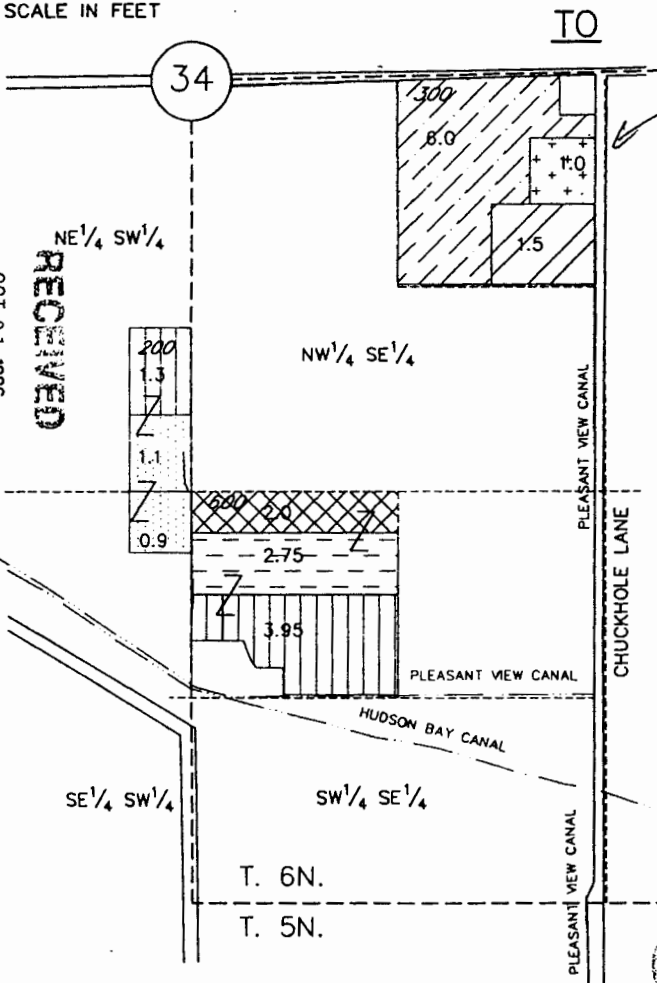 SCALE IN FEET
TO
34
300
6.0
1.0
1.5
NE¼ SW¼
RECEIVED
200
1.3
NW¼ SE¼
1.1
0.9
PLEASANT VIEW CANAL
CHUCKHOLE LANE
500
2.0
2.75
3.95
PLEASANT VIEW CANAL
HUDSON BAY CANAL
SE¼ SW¼
SW¼ SE¼
T. 6N.
T. 5N.
PLEASANT VIEW CANAL